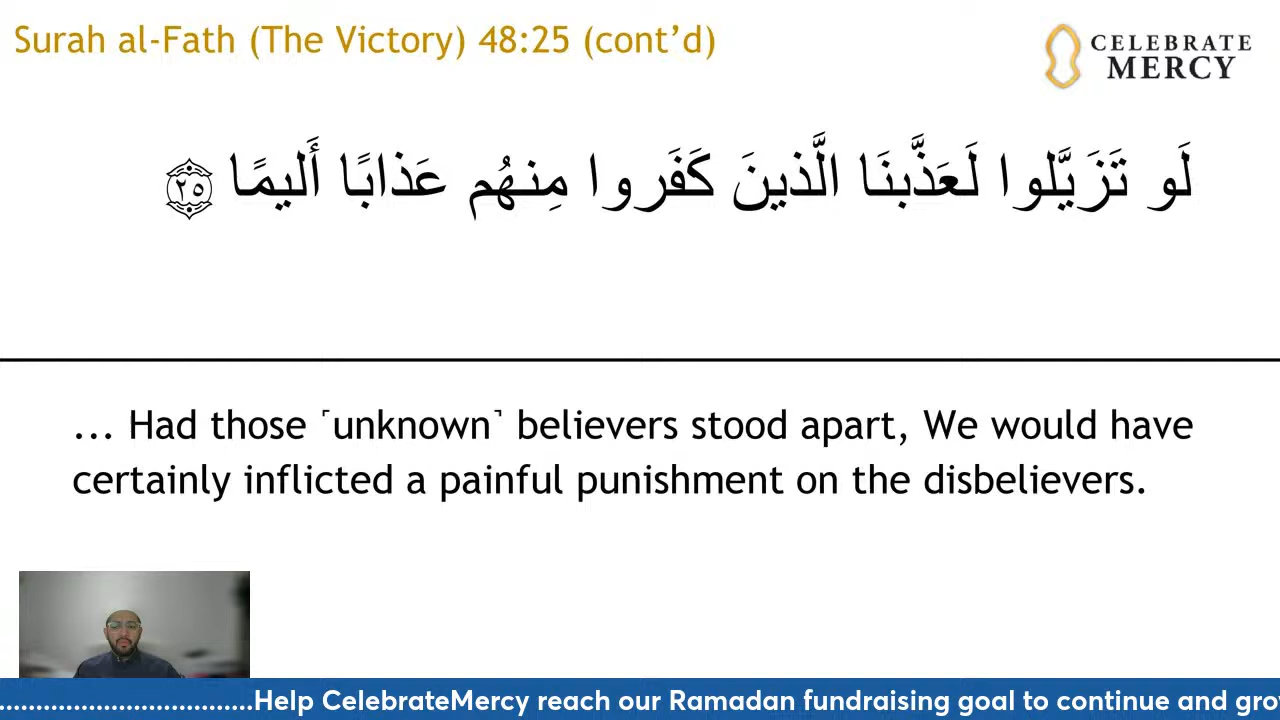 Surah al-Fath (The Victory) 48:25 (cont’d)
CELEBRATE
MERCY
لَو تَزَيَّلوا لَعَذَّبنَا الَّذينَ كَفَروا مِنهُم عَذابًا أَليمًا ﴿٢٥﴾
... Had those ˹unknown˺ believers stood apart, We would have
certainly inflicted a painful punishment on the disbelievers.
..................................Help CelebrateMercy reach our Ramadan fundraising goal to continue and gro